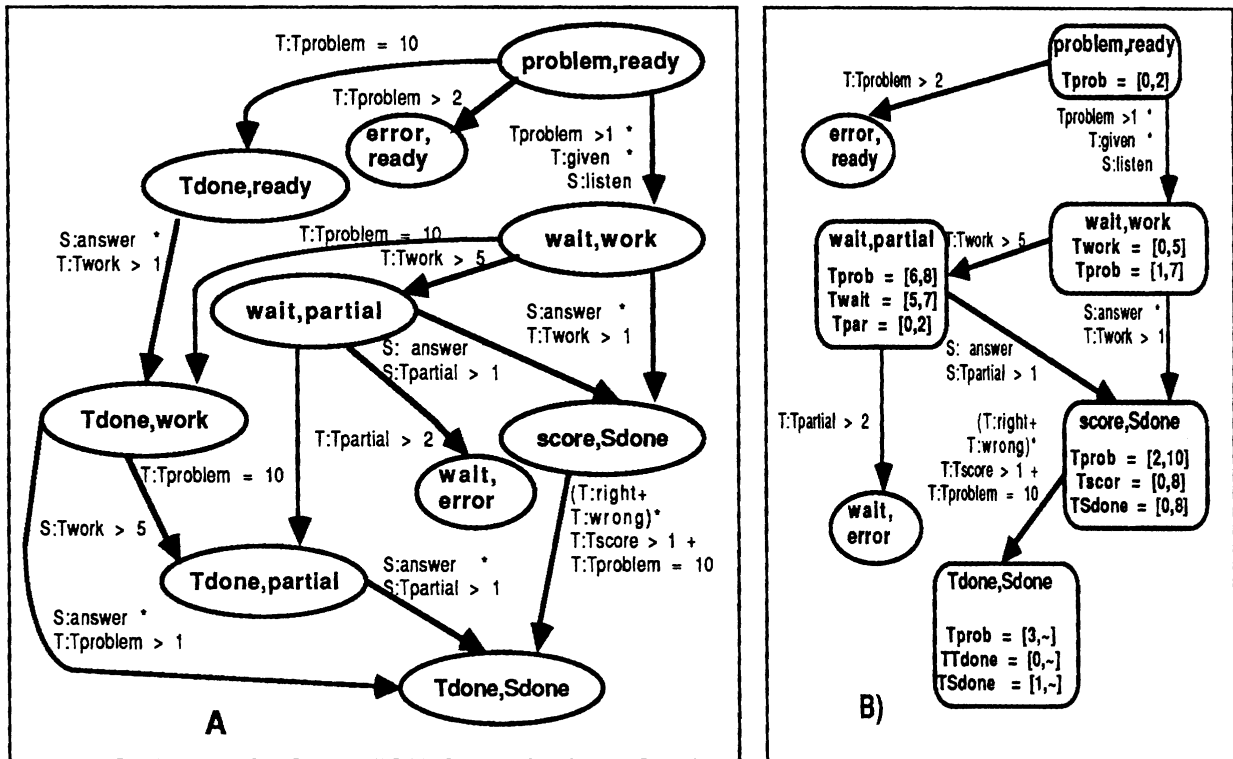 T:Tproblem = 10
problem,ready
T:Tproblem > 2
error,
ready
Tproblem >1 *
T:given *
S:listen
Tdone,ready
S:answer *
T:Twork > 1
T:Tproblem = 10
wait,work
T:Twork > 5
wait,partial
S:answer *
T:Twork > 1
S: answer
S:Tpartial > 1
Tdone,work
T:Tpartial > 2
score,Sdone
T:Tproblem = 10
wait,
error
(T:right+
T:wrong)*
T:Tscore > 1 +
T:Tproblem = 10
S:Twork > 5
Tdone,partial
S:answer *
S:Tpartial > 1
S:answer *
T:Tproblem > 1
Tdone,Sdone
A
problem,ready
Tprob = [0,2]
T:Tproblem > 2
error,
ready
Tproblem >1 *
T:given *
S:listen
wait,work
Twork = [0,5]
Tprob = [1,7]
T:Twork > 5
wait,partial
Tprob = [6,8]
Twait = [5,7]
Tpar = [0,2]
S:answer *
T:Twork > 1
S: answer
S:Tpartial > 1
T:Tpartial > 2
(T:right+
T:wrong)*
T:Tscore > 1 +
T:Tproblem = 10
score,Sdone
Tprob = [2,10]
Tscor = [0,8]
TSdone = [0,8]
wait,
error
Tdone,Sdone
Tprob = [3,~]
TTdone = [0,~]
TSdone = [1,~]
B)